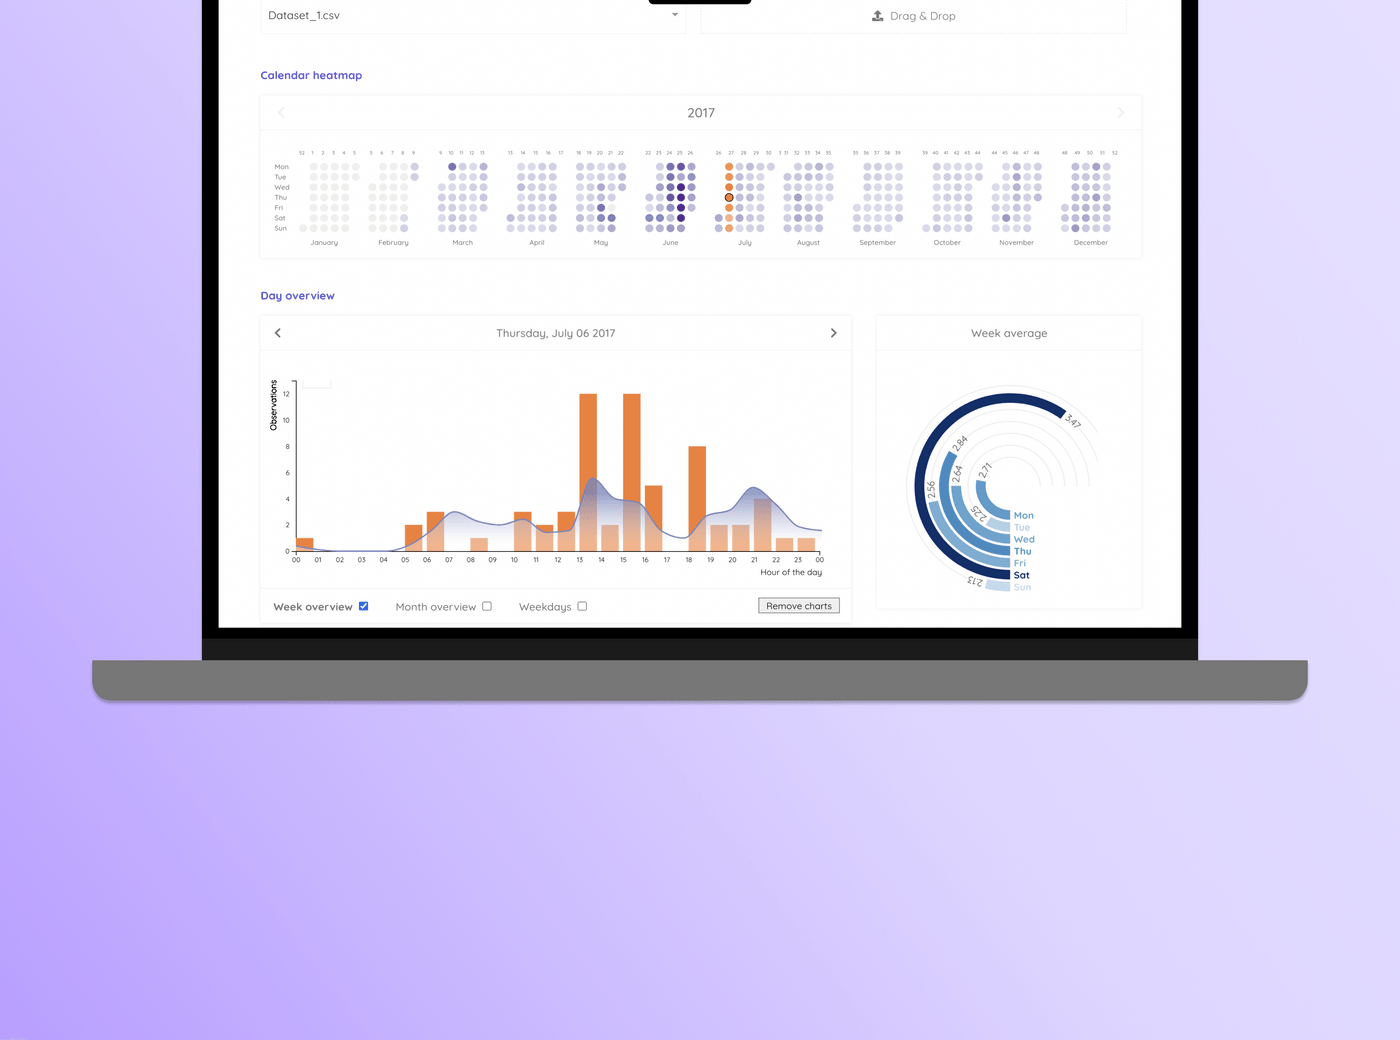 Dataset_1.csv
Drag & Drop
Calendar heatmap
2017
52 1 2 3 4 5 5 6 7 8 9 9 10 11 12 13 13 14 15 16 17 18 19 20 21 22 22 23 24 25 26 26 27 28 29 30 31 31 32 33 34 35 35 36 37 38 39 39 40 41 42 43 44 44 45 46 47 48 48 49 50 51 52
Mon
Tue
Wed
Thu
Fri
Sat
Sun
January February March April May June July August September October November December
Day overview
Thursday, July 06 2017
Week average
Observations
12
10
8
6
4
2
0
00 01 02 03 04 05 06 07 08 09 10 11 12 13 14 15 16 17 18 19 20 21 22 23 00
Hour of the day
3.47
2.84
2.64
2.71
2.56
2.25
2.13
Mon
Tue
Wed
Thu
Fri
Sat
Sun
Week overview
Month overview
Weekdays
Remove charts